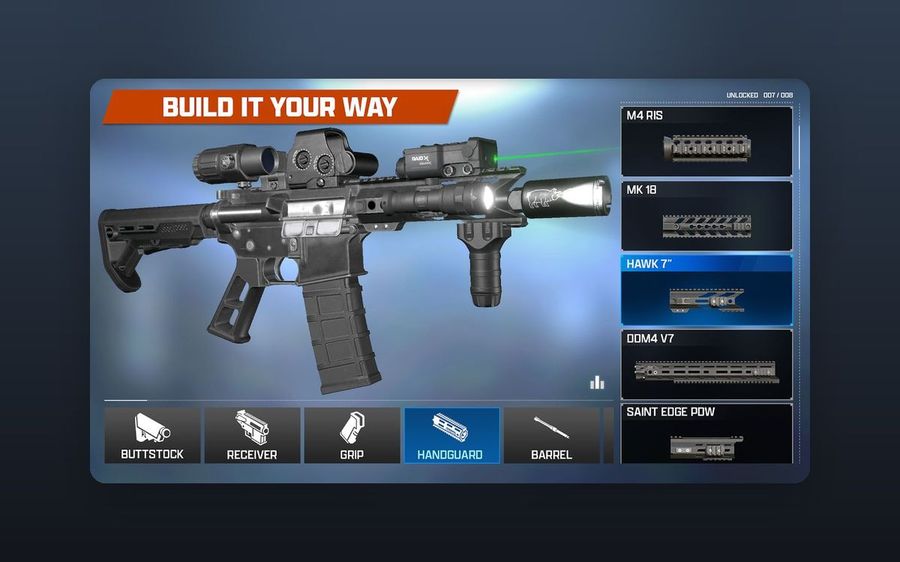 BUILD IT YOUR WAY
UNLOCKED 007 / 008
M4 RIS
MK 18
HAWK 7"
DDM4 V7
SAINT EDGE PDW
BUTTSTOCK
RECEIVER
GRIP
HANDGUARD
BARREL